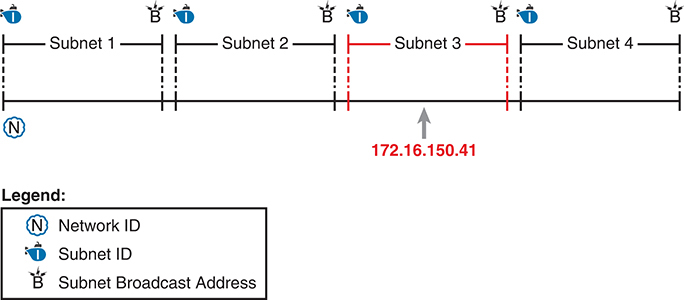 I B I B I B I B
Subnet 1 Subnet 2 Subnet 3 Subnet 4
N
172.16.150.41
Legend:
N Network ID
I Subnet ID
B Subnet Broadcast Address